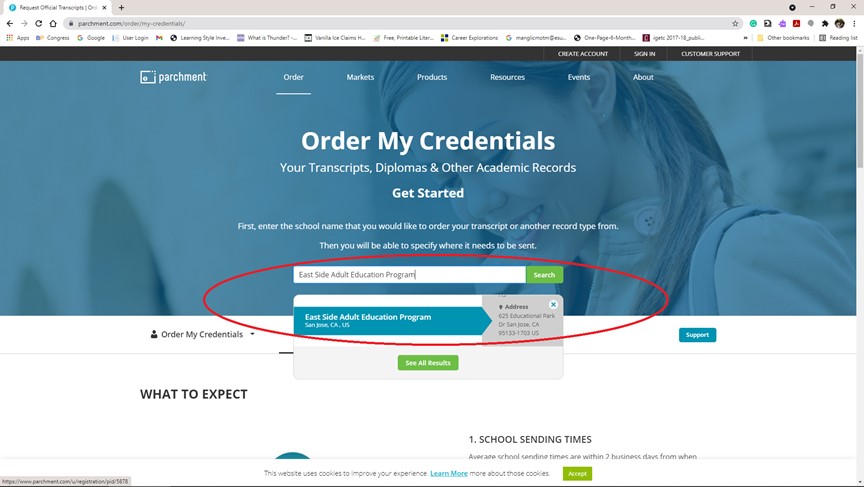 Request Official Transcripts | Orde
parchment.com/order/my-credentials/
Apps
Congress
Google
User Login
Mail
Learning Style Inve...
What is Thunder? -...
Vanilla Ice Claims H...
Free, Printable Liter...
Career Explorations
manglicmotmi@esu...
One-Page-6-Month...
igetc 2017-18_publi...
»
Other bookmarks
Reading list
CREATE ACCOUNT
SIGN IN
CUSTOMER SUPPORT
parchment
Order
Markets
Products
Resources
Events
About
Order My Credentials
Your Transcripts, Diplomas & Other Academic Records
Get Started
First, enter the school name that you would like to order your transcript or another record type from.
Then you will be able to specify where it needs to be sent.
East Side Adult Education Program
Search
East Side Adult Education Program
San Jose, CA , US
Address
625 Educational Park
Dr San Jose, CA
95133-1703 US
Order My Credentials
Support
See All Results
WHAT TO EXPECT
1. SCHOOL SENDING TIMES
Average school sending times are within 2 business days from when
This website uses cookies to improve your experience. Learn More more about those cookies.
Accept
https://www.parchment.com/u/registration/pid/5878